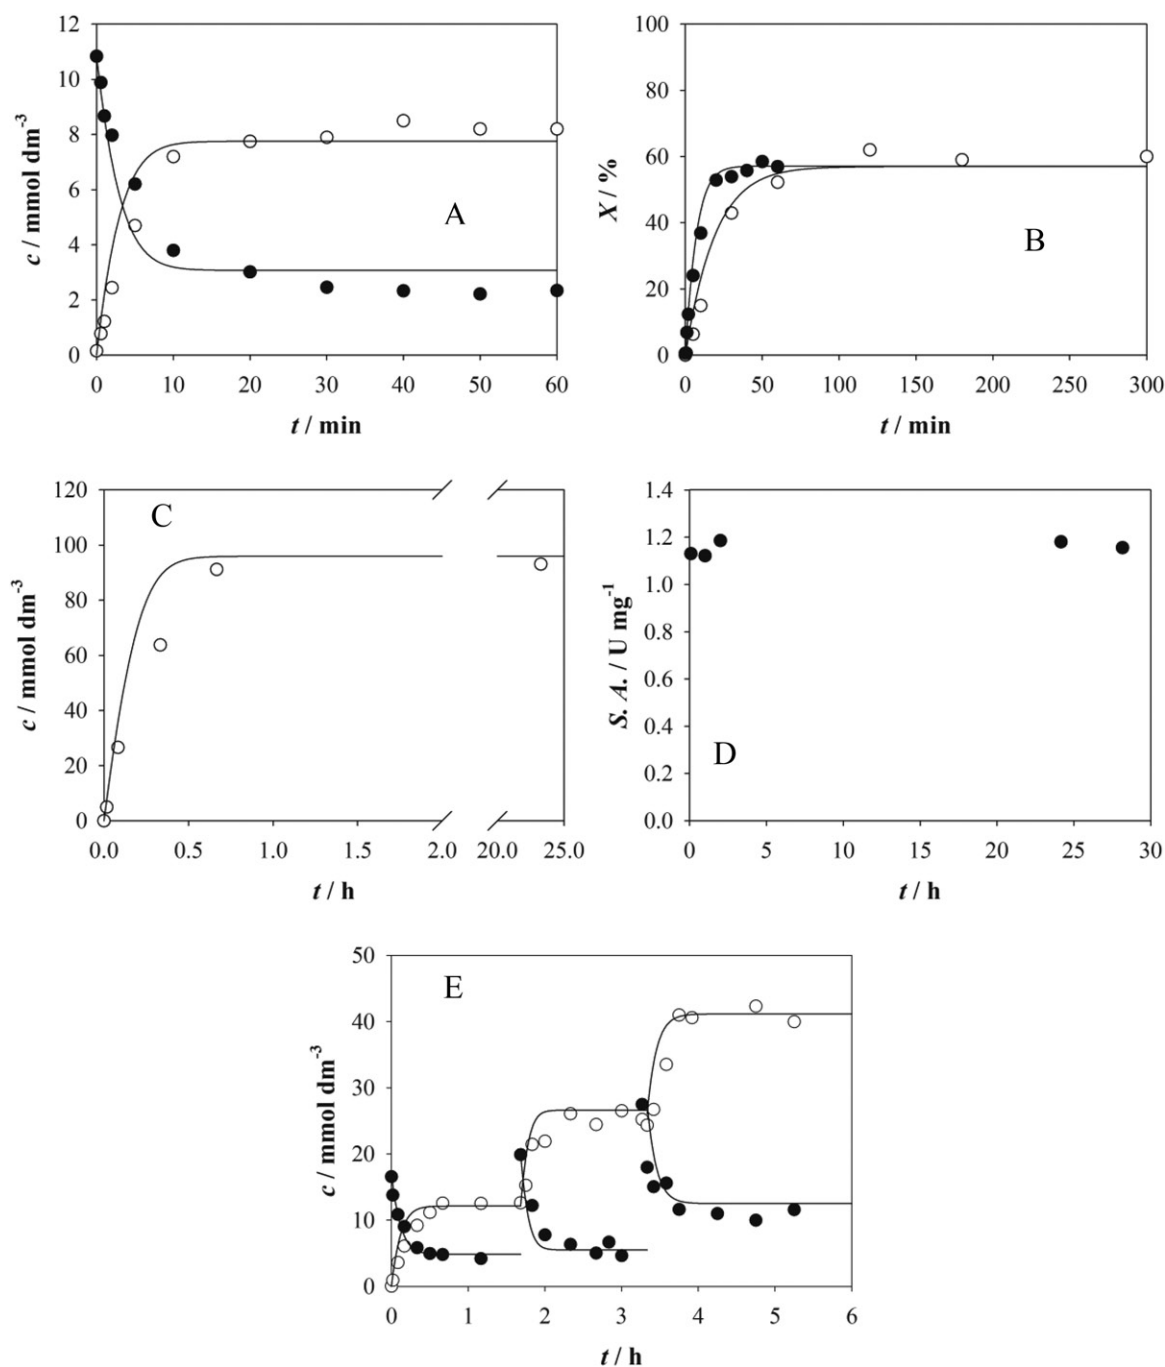 12
10
8
6
4
2
0
c / mmol dm-3
A
0 10 20 30 40 50 60
t / min
100
80
60
40
20
0
X / %
B
0 50 100 150 200 250 300
t / min
120
100
80
60
40
20
0
c / mmol dm-3
C
0.0 0.5 1.0 1.5 2.0 20.0 25.0
t / h
1.4
1.2
1.0
0.8
0.6
0.4
0.2
0.0
S. A. / U mg-1
D
0 5 10 15 20 25 30
t / h
50
40
30
20
10
0
c / mmol dm-3
E
0 1 2 3 4 5 6
t / h